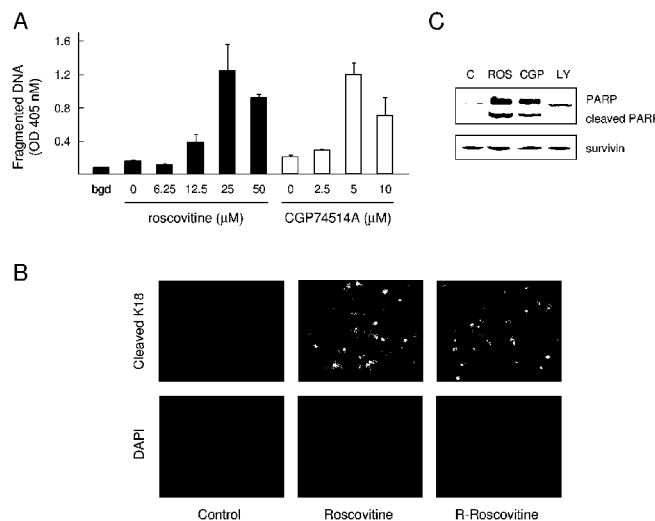 A
Fragmented DNA
(OD 405 nM)
1.6
1.2
0.8
0.4
bgd 0 6.25 12.5 25 50 0 2.5 5 10
roscovitine (μM) CGP74514A (μM)
C
C ROS CGP LY
PARP
cleaved PARP
survivin
B
Cleaved K18
DAPI
Control Roscovitine R-Roscovitine